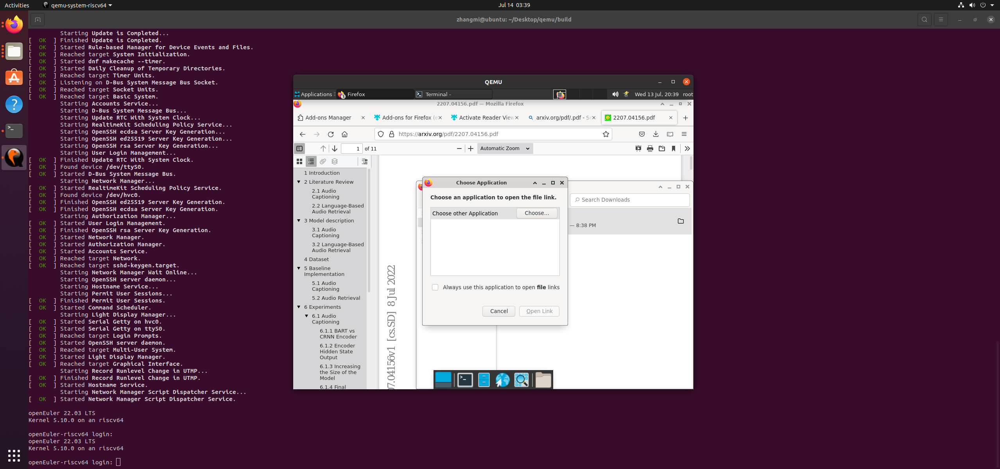 Activities
qemu-system-riscv64
Jul 14 03:39
zhangmi@ubuntu: ~/Desktop/qemu/build
Starting Update is Completed...
[ OK ] Finished Update is Completed.
[ OK ] Started Rule-based Manager for Device Events and Files.
[ OK ] Reached target System Initialization.
[ OK ] Started dnf makecache --timer.
[ OK ] Started Daily Cleanup of Temporary Directories.
[ OK ] Reached target Timer Units.
[ OK ] Listening on D-Bus System Message Bus Socket.
[ OK ] Reached target Socket Units.
[ OK ] Reached target Basic System.
Starting Accounts Service...
Starting D-Bus System Message Bus...
Starting Update RTC With System Clock...
Starting RealtimeKit Scheduling Policy Service...
Starting OpenSSH ecdsa Server Key Generation...
Starting OpenSSH ed25519 Server Key Generation...
Starting OpenSSH rsa Server Key Generation...
Starting User Login Management...
[ OK ] Finished Update RTC With System Clock.
[ OK ] Found device /dev/ttyS0.
[ OK ] Started D-Bus System Message Bus.
Starting Network Manager...
[ OK ] Started RealtimeKit Scheduling Policy Service.
[ OK ] Found device /dev/hvc0.
[ OK ] Finished OpenSSH ed25519 Server Key Generation.
[ OK ] Finished OpenSSH ecdsa Server Key Generation.
Starting Authorization Manager...
[ OK ] Started User Login Management.
[ OK ] Finished OpenSSH rsa Server Key Generation.
[ OK ] Started Network Manager.
[ OK ] Started Authorization Manager.
[ OK ] Started Accounts Service.
[ OK ] Reached target Network.
[ OK ] Reached target sshd-keygen.target.
Starting Network Manager Wait Online...
Starting OpenSSH server daemon...
Starting Hostname Service...
Starting Permit User Sessions...
[ OK ] Finished Permit User Sessions.
[ OK ] Started Command Scheduler.
Starting Light Display Manager...
[ OK ] Started Serial Getty on hvc0.
[ OK ] Started Serial Getty on ttyS0.
[ OK ] Reached target Login Prompts.
[ OK ] Started OpenSSH server daemon.
[ OK ] Reached target Multi-User System.
[ OK ] Started Light Display Manager.
[ OK ] Reached target Graphical Interface.
Starting Record Runlevel Change in UTMP...
[ OK ] Finished Record Runlevel Change in UTMP.
[ OK ] Started Hostname Service.
Starting Network Manager Script Dispatcher Service...
[ OK ] Started Network Manager Script Dispatcher Service.
openEuler 22.03 LTS
Kernel 5.10.0 on an riscv64
openEuler-riscv64 login:
openEuler 22.03 LTS
Kernel 5.10.0 on an riscv64
openEuler-riscv64 login:
QEMU
Applications
3
Firefox
Terminal -
Wed 13 Jul, 20:39
root
2207.04156.pdf — Mozilla Firefox
Add-ons Manager
Add-ons for Firefox (e
Activate Reader View
arxiv.org/pdf/.pdf - Se
2207.04156.pdf
https://arxiv.org/pdf/2207.04156.pdf
1 of 11
Automatic Zoom
1 Introduction
2 Literature Review
2.1 Audio
Captioning
2.2 Language-Based
Audio Retrieval
3 Model description
3.1 Audio
Captioning
3.2 Language-Based
Audio Retrieval
4 Dataset
5 Baseline
Implementation
5.1 Audio
Captioning
5.2 Audio Retrieval
6 Experiments
6.1 Audio
Captioning
6.1.1 BART vs
CRNN Encoder
6.1.2 Encoder
Hidden State
Output
6.1.3 Increasing
the Size of the
Model
6.1.4 Final
07.04156v1 [cs.SD] 8 Jul 2022
Search Downloads
— 8:38 PM
Choose Application
Choose an application to open the file link.
Choose other Application
Choose...
Always use this application to open file links
Cancel
Open Link